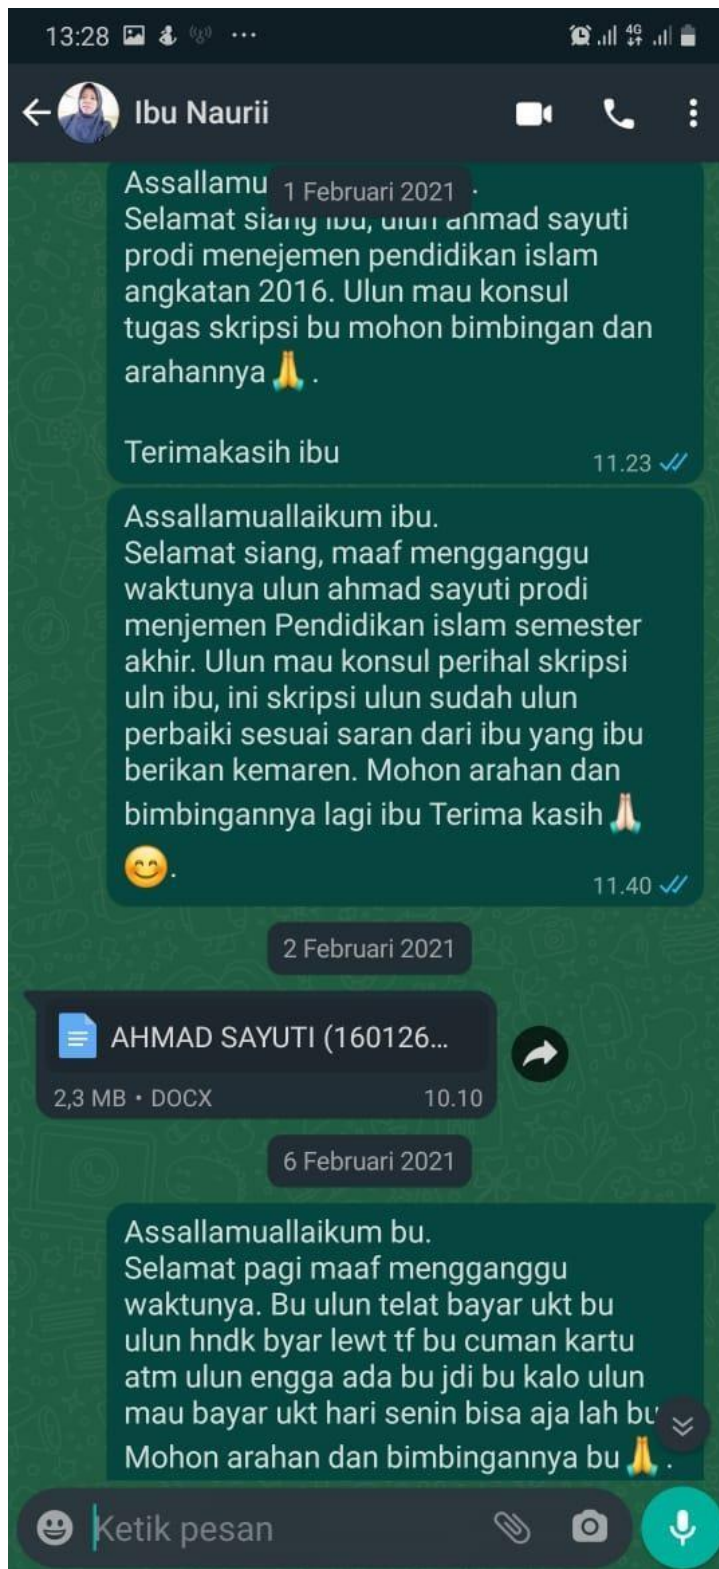 13:28
4G
Ibu Naurii
1 Februari 2021
Assallamu
Selamat siang ibu, ulun ahmad sayuti
prodi menejemen pendidikan islam
angkatan 2016. Ulun mau konsul
tugas skripsi bu mohon bimbingan dan
arahannya🙏 .
Terimakasih ibu
11.23
Assallamuallaikum ibu.
Selamat siang, maaf mengganggu
waktunya ulun ahmad sayuti prodi
menjemen Pendidikan islam semester
akhir. Ulun mau konsul perihal skripsi
uln ibu, ini skripsi ulun sudah ulun
perbaiki sesuai saran dari ibu yang ibu
berikan kemaren. Mohon arahan dan
bimbingannya lagi ibu Terima kasih🙏🏻
😊.
11.40
2 Februari 2021
AHMAD SAYUTI (160126...
2,3 MB • DOCX
10.10
6 Februari 2021
Assallamuallaikum bu.
Selamat pagi maaf mengganggu
waktunya. Bu ulun telat bayar ukt bu
ulun hndk byar lewt tf bu cuman kartu
atm ulun engga ada bu jdi bu kalo ulun
mau bayar ukt hari senin bisa aja lah bu
Mohon arahan dan bimbingannya bu🙏 .
Ketik pesan